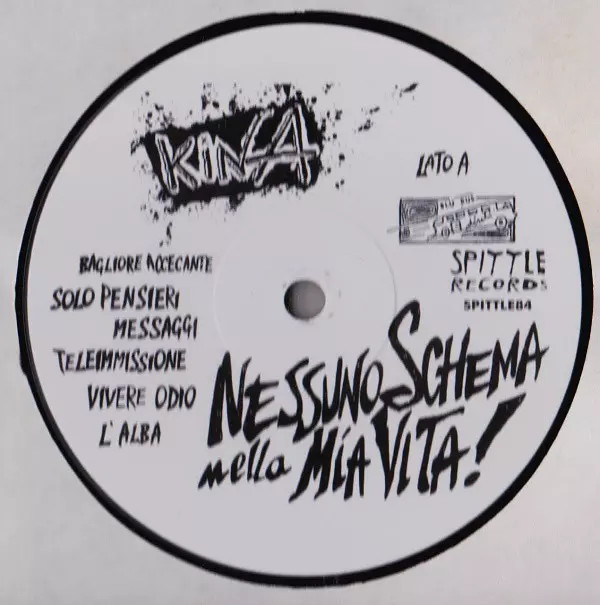 KINA
LATO A
SPITTLE
RECORDS
SPITTLE84
BAGLIORE ACCECANTE
SOLO PENSIERI
MESSAGGI
TELEIMMISSIONE
VIVERE ODIO
L'ALBA
NESSUNO SCHEMA
nella MIA VITA!